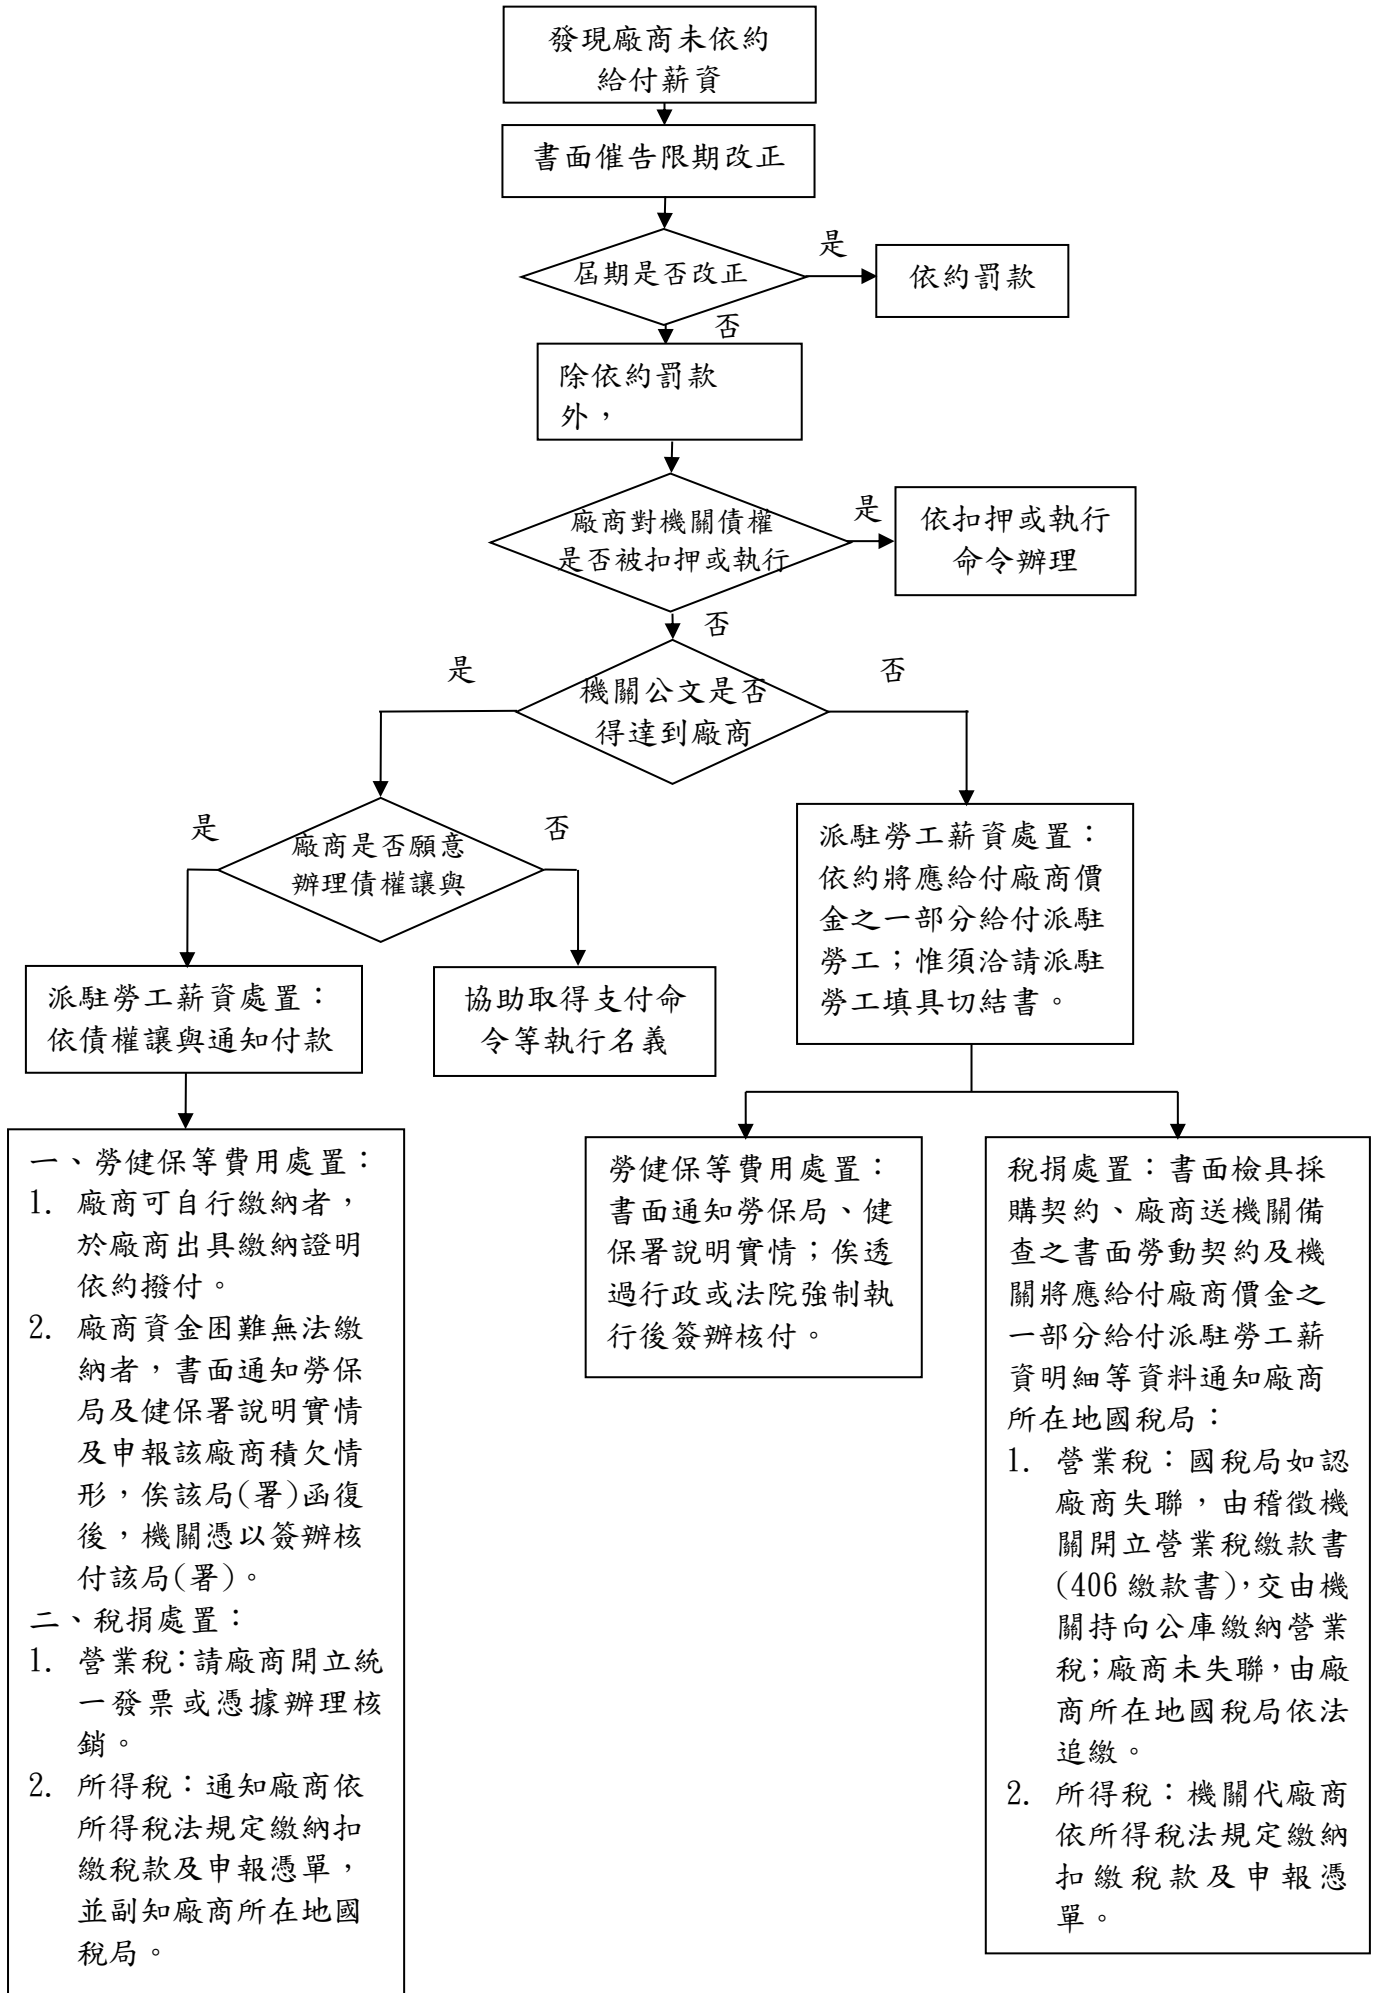 發現廠商未依約
給付薪資
書面催告限期改正
屆期是否改正
是
依約罰款
否
除依約罰款
外，
廠商對機關債權
是否被扣押或執行
是
依扣押或執行
命令辦理
否
機關公文是否
得達到廠商
是
否
廠商是否願意
辦理債權讓與
是
否
派駐勞工薪資處置：
依約將應給付廠商價
金之一部分給付派駐
勞工；惟須洽請派駐
勞工填具切結書。
派駐勞工薪資處置：
依債權讓與通知付款
協助取得支付命
令等執行名義
一、勞健保等費用處置：
1. 廠商可自行繳納者，
於廠商出具繳納證明
依約撥付。
2. 廠商資金困難無法繳
納者，書面通知勞保
局及健保署說明實情
及申報該廠商積欠情
形，俟該局(署)函復
後，機關憑以簽辦核
付該局(署)。
二、稅捐處置：
1. 營業稅:請廠商開立統
一發票或憑據辦理核
銷。
2. 所得稅：通知廠商依
所得稅法規定繳納扣
繳稅款及申報憑單，
並副知廠商所在地國
稅局。
勞健保等費用處置：
書面通知勞保局、健
保署說明實情；俟透
過行政或法院強制執
行後簽辦核付。
稅捐處置：書面檢具採
購契約、廠商送機關備
查之書面勞動契約及機
關將應給付廠商價金之
一部分給付派駐勞工薪
資明細等資料通知廠商
所在地國稅局：
1. 營業稅：國稅局如認
廠商失聯，由稽徵機
關開立營業稅繳款書
(406 繳款書)，交由機
關持向公庫繳納營業
稅；廠商未失聯，由廠
商所在地國稅局依法
追繳。
2. 所得稅：機關代廠商
依所得稅法規定繳納
扣繳稅款及申報憑
單。